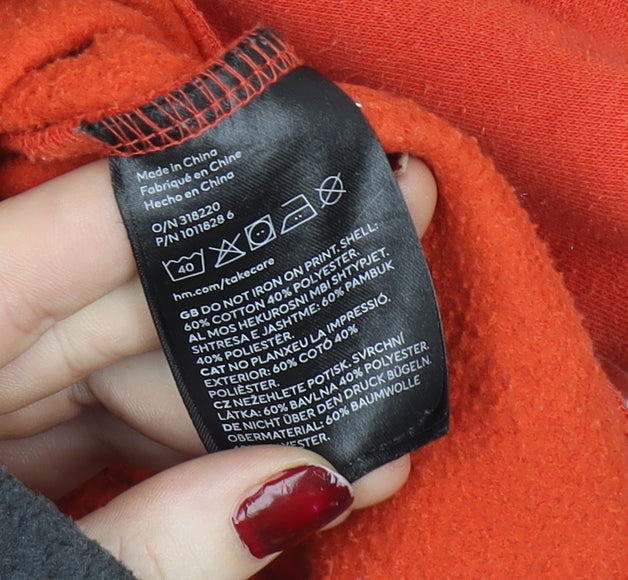 Made in China
Fabriqué en Chine
Hecho en China
O/N 318220
P/N 1011828 6
40
hm.com/takecare
GB DO NOT IRON ON PRINT. SHELL:
60% COTTON 40% POLYESTER.
AL MOS HEKUROSNI MBI SHTYPJET.
SHTRESA E JASHTME: 60% PAMBUK
40% POLIESTËR.
CAT NO PLANXEU LA IMPRESSIÓ.
EXTERIOR: 60% COTÓ 40%
POLIÈSTER.
CZ NEŽEHLETE POTISK. SVRCHNÍ
LÁTKA: 60% BAVLNA 40% POLYESTER.
DE NICHT ÜBER DEN DRUCK BÜGELN.
OBERMATERIAL: 60% BAUMWOLLE